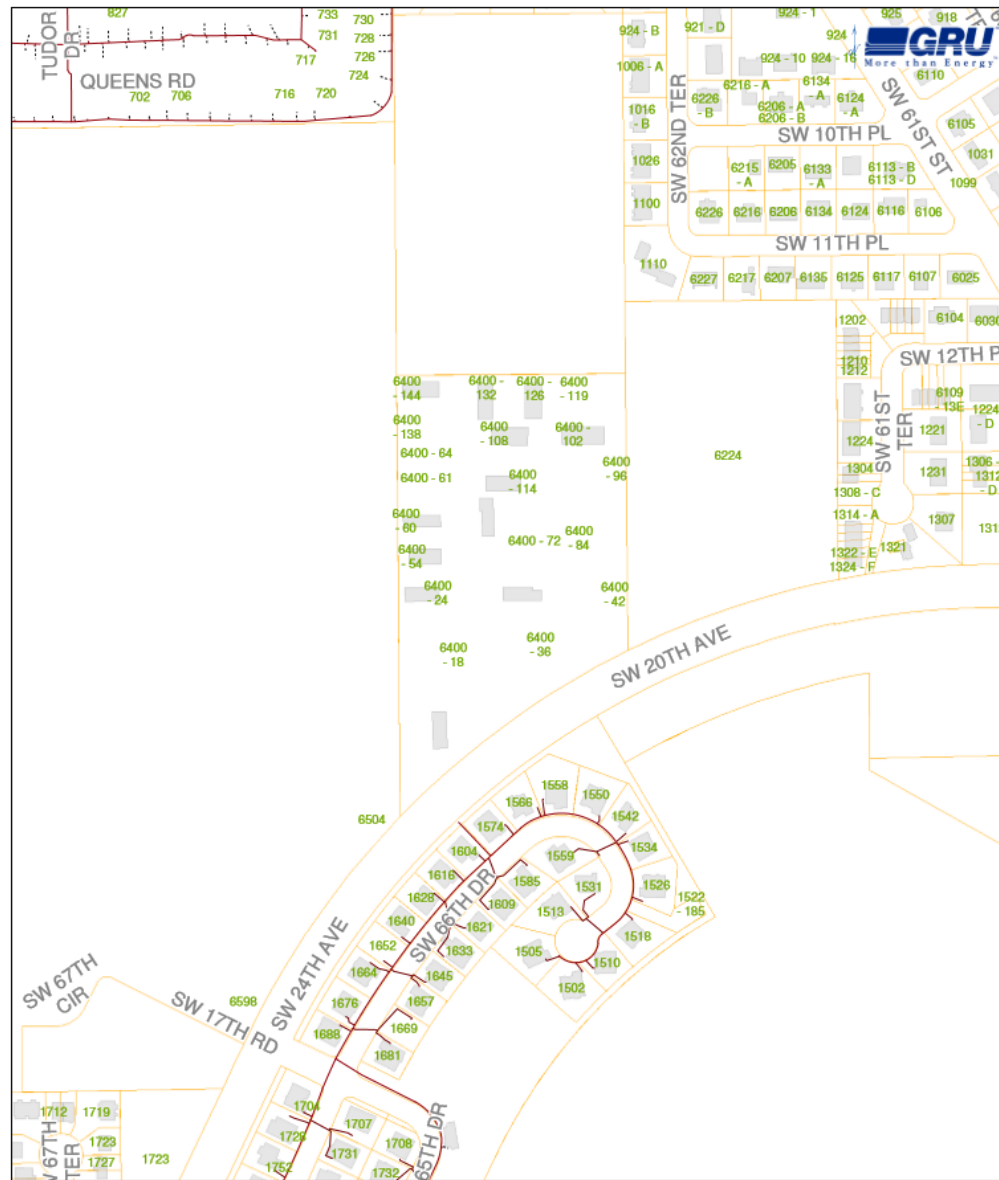 827
733
730
731
728
726
717
724
TUDOR
DR
QUEENS RD
702
706
716
720
924 - B
921 - D
924 - 1
925
918
924
GRU
More than Energy
1006 - A
924 - 10
924 - 16
6110
6216 - A
6134
- A
6226
- B
6206 - A
6206 - B
6124
- A
1016
- B
SW 62ND TER
SW 10TH PL
SW 61ST ST
6105
1031
1099
1026
6215
- A
6205
6133
- A
6113 - B
6113 - D
1100
6226
6216
6206
6134
6124
6116
6106
SW 11TH PL
1110
6227
6217
6207
6135
6125
6117
6107
6025
1202
6104
6030
1210
1212
SW 12TH P
6400
- 144
6400 -
132
6400 -
126
6400
- 119
6109
- 13E
1224
- D
6400
- 138
6400
- 108
6400 -
102
SW 61ST
TER
1221
1224
6400 - 64
6224
6400 - 61
6400
- 114
6400
- 96
1304
1231
1306 -
1312
- D
1308 - C
6400
- 60
1314 - A
1307
131
6400 - 72
6400
- 84
6400
- 54
1321
1322 - E
1324 - F
6400
- 24
6400
- 42
6400
- 18
6400
- 36
SW 20TH AVE
6504
1558
1550
1566
1542
1574
1534
1604
1559
1616
1585
1531
1526
1628
SW 66TH DR
1609
1513
1522
- 185
1640
1621
1518
1652
1633
1505
1510
1664
1645
1502
1676
1657
1688
1669
1681
SW 24TH AVE
SW 67TH
CIR
6598
SW 17TH RD
1704
1712
1719
1707
1728
1723
1708
1731
1727
1723
1752
1732
W 67TH
TER
65TH DR